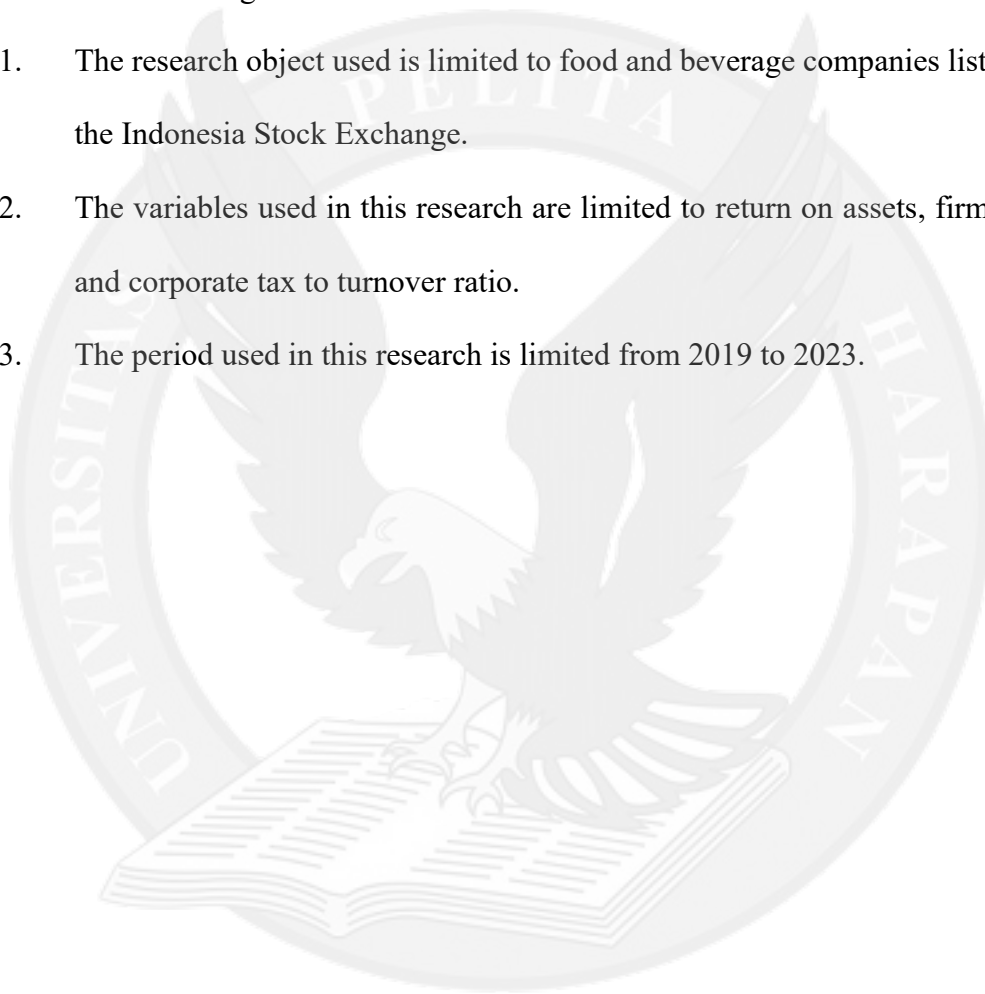 1. The research object used is limited to food and beverage companies list
the Indonesia Stock Exchange.
2. The variables used in this research are limited to return on assets, firm
and corporate tax to turnover ratio.
3. The period used in this research is limited from 2019 to 2023.
UNIVERSITAS PELITA HARAPAN